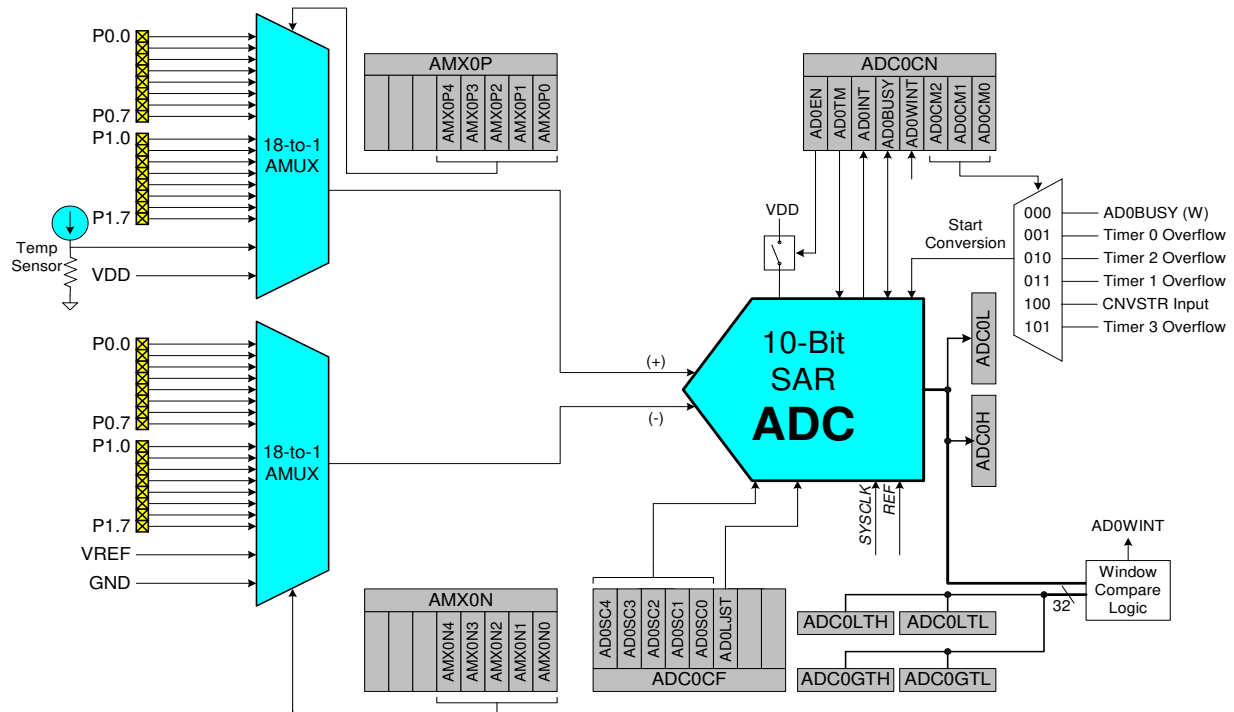 P0.0
P0.7
P1.0
P1.7
18-to-1
AMUX
Temp
Sensor
VDD
AMX0P
AMX0P4
AMX0P3
AMX0P2
AMX0P1
AMX0P0
ADC0CN
AD0EN
AD0TM
AD0INT
AD0BUSY
AD0WINT
AD0CM2
AD0CM1
AD0CM0
VDD
Start
Conversion
000 AD0BUSY (W)
001 Timer 0 Overflow
010 Timer 2 Overflow
011 Timer 1 Overflow
100 CNVSTR Input
101 Timer 3 Overflow
P0.0
P0.7
P1.0
P1.7
VREF
GND
18-to-1
AMUX
(+)
(-)
10-Bit
SAR
ADC
ADC0L
ADC0H
SYSCLK
REF
AMX0N
AMX0N4
AMX0N3
AMX0N2
AMX0N1
AMX0N0
AD0SC4
AD0SC3
AD0SC2
AD0SC1
AD0SC0
AD0LJST
ADC0CF
AD0WINT
Window
Compare
Logic
32
ADC0LTH
ADC0LTL
ADC0GTH
ADC0GTL